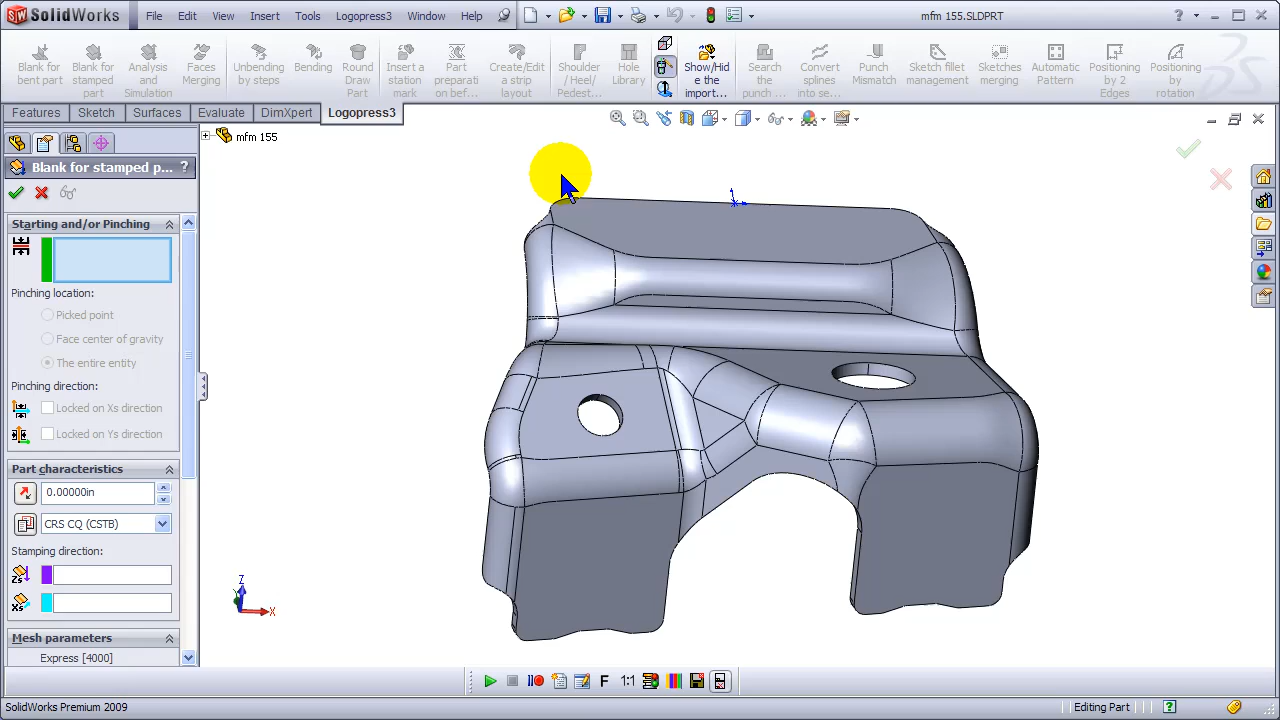 SolidWorks File Edit View Insert Tools Logopress3 Window Help mfm 155.SLDPRT
Blank for bent part
Blank for stamped part
Analysis and Simulation
Faces Merging
Unbending by steps
Bending
Round Draw Part
Insert a station mark
Part preparati on bef...
Create/Edit a strip layout
Shoulder / Heel/ Pedest...
Hole Library
Show/Hide the import...
Search the punch ...
Convert splines into ...
Punch Mismatch
Sketch fillet management
Sketches merging
Automatic Pattern
Positioning by 2 Edges
Positioning by rotation
Features Sketch Surfaces Evaluate DimXpert Logopress3
mfm 155
Blank for stamped p... ?
Starting and/or Pinching
Pinching location:
Picked point
Face center of gravity
The entire entity
Pinching direction:
Locked on Xs direction
Locked on Ys direction
Part characteristics
0.00000in
CRS CQ (CSTB)
Stamping direction:
Zs
Xs
Mesh parameters
Express [4000]
Z
X
F 1:1
SolidWorks Premium 2009 Editing Part